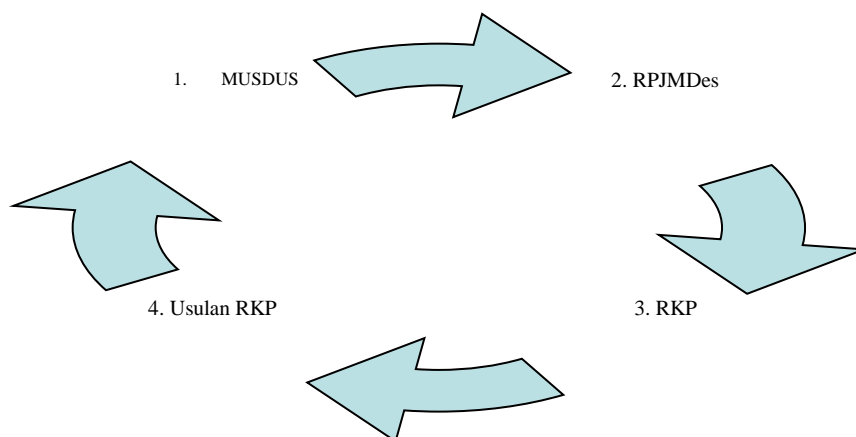 1. MUSDUS
2. RPJMDes
4. Usulan RKP
3. RKP